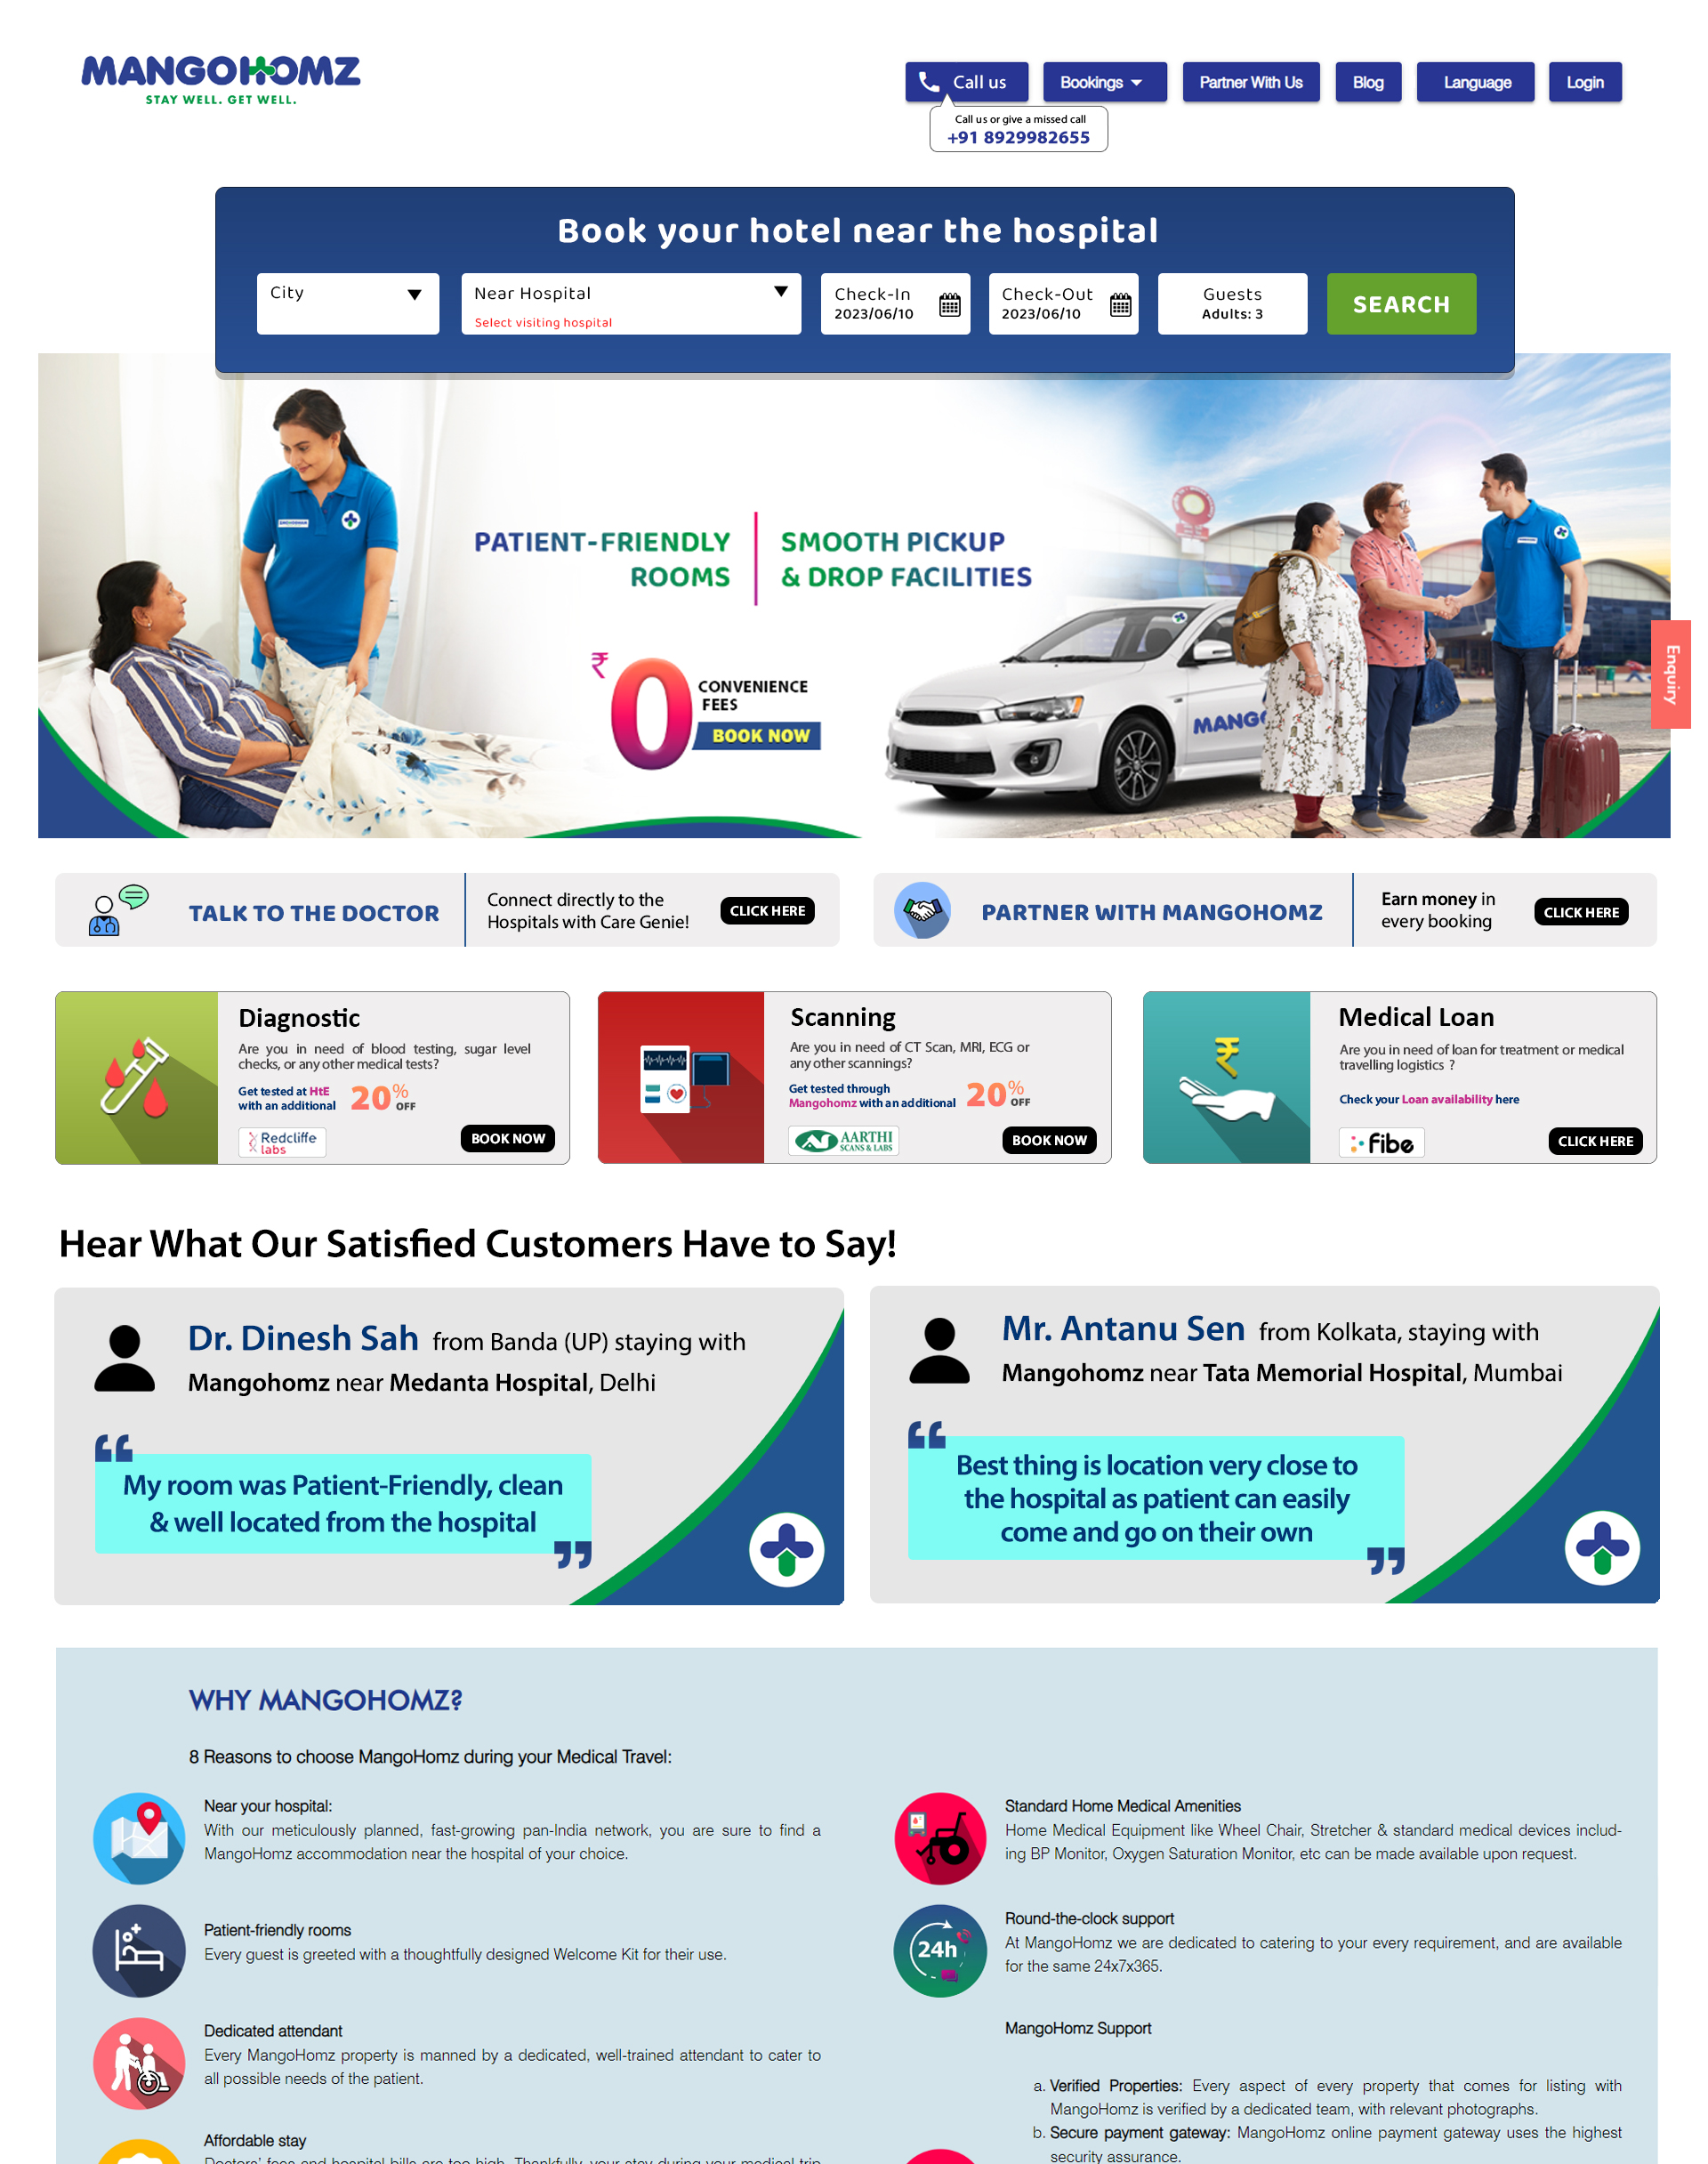 MANGOHOMZ
STAY WELL. GET WELL.
Call us
Bookings
Partner With Us
Blog
Language
Login
Call us or give a missed call
+91 8929982655
Book your hotel near the hospital
City
Near Hospital
Select visiting hospital
Check-In
2023/06/10
Check-Out
2023/06/10
Guests
Adults: 3
SEARCH
PATIENT-FRIENDLY
ROOMS
SMOOTH PICKUP
& DROP FACILITIES
₹0
CONVENIENCE
FEES
BOOK NOW
MANGO
Enquiry
TALK TO THE DOCTOR
Connect directly to the
Hospitals with Care Genie!
CLICK HERE
PARTNER WITH MANGOHOMZ
Earn money in
every booking
CLICK HERE
Diagnostic
Are you in need of blood testing, sugar level
checks, or any other medical tests?
Get tested at HtE
with an additional
20%
OFF
Redcliffe
labs
BOOK NOW
Scanning
Are you in need of CT Scan, MRI, ECG or
any other scannings?
Get tested through
Mangohomz with an additional
20%
OFF
AARTHI
SCANS & LABS
BOOK NOW
₹
Medical Loan
Are you in need of loan for treatment or medical
travelling logistics ?
Check your Loan availability here
fibe
CLICK HERE
Hear What Our Satisfied Customers Have to Say!
Dr. Dinesh Sah from Banda (UP) staying with
Mangohomz near Medanta Hospital, Delhi
“
My room was Patient-Friendly, clean
& well located from the hospital
”
Mr. Antanu Sen from Kolkata, staying with
Mangohomz near Tata Memorial Hospital, Mumbai
“
Best thing is location very close to
the hospital as patient can easily
come and go on their own
”
WHY MANGOHOMZ?
8 Reasons to choose MangoHomz during your Medical Travel:
Near your hospital:
With our meticulously planned, fast-growing pan-India network, you are sure to find a
MangoHomz accommodation near the hospital of your choice.
Patient-friendly rooms
Every guest is greeted with a thoughtfully designed Welcome Kit for their use.
Dedicated attendant
Every MangoHomz property is manned by a dedicated, well-trained attendant to cater to
all possible needs of the patient.
Affordable stay
Doctors’ fees and hospital bills are too high. Thankfully, your stay during your medical trip
Standard Home Medical Amenities
Home Medical Equipment like Wheel Chair, Stretcher & standard medical devices includ-
ing BP Monitor, Oxygen Saturation Monitor, etc can be made available upon request.
24h
Round-the-clock support
At MangoHomz we are dedicated to catering to your every requirement, and are available
for the same 24x7x365.
MangoHomz Support
a. Verified Properties: Every aspect of every property that comes for listing with
MangoHomz is verified by a dedicated team, with relevant photographs.
b. Secure payment gateway: MangoHomz online payment gateway uses the highest
security assurance.